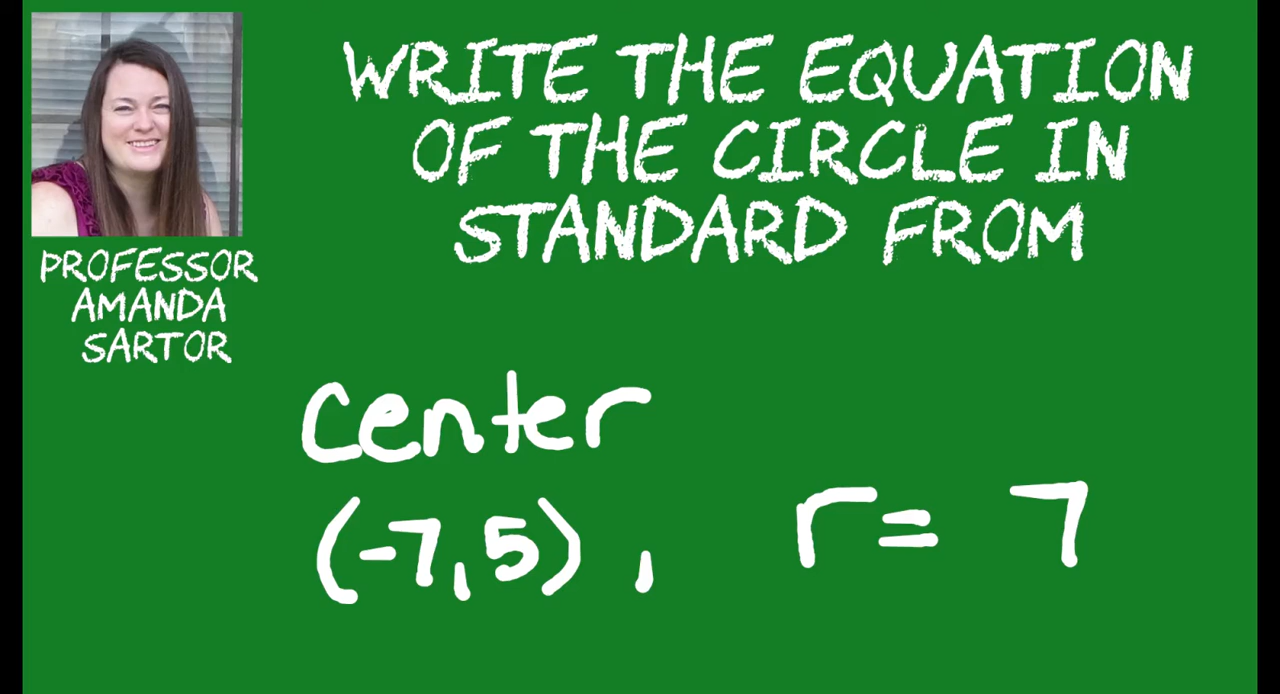 WRITE THE EQUATION
OF THE CIRCLE IN
STANDARD FROM
PROFESSOR
AMANDA
SARTOR
center
(-7,5) , r= 7